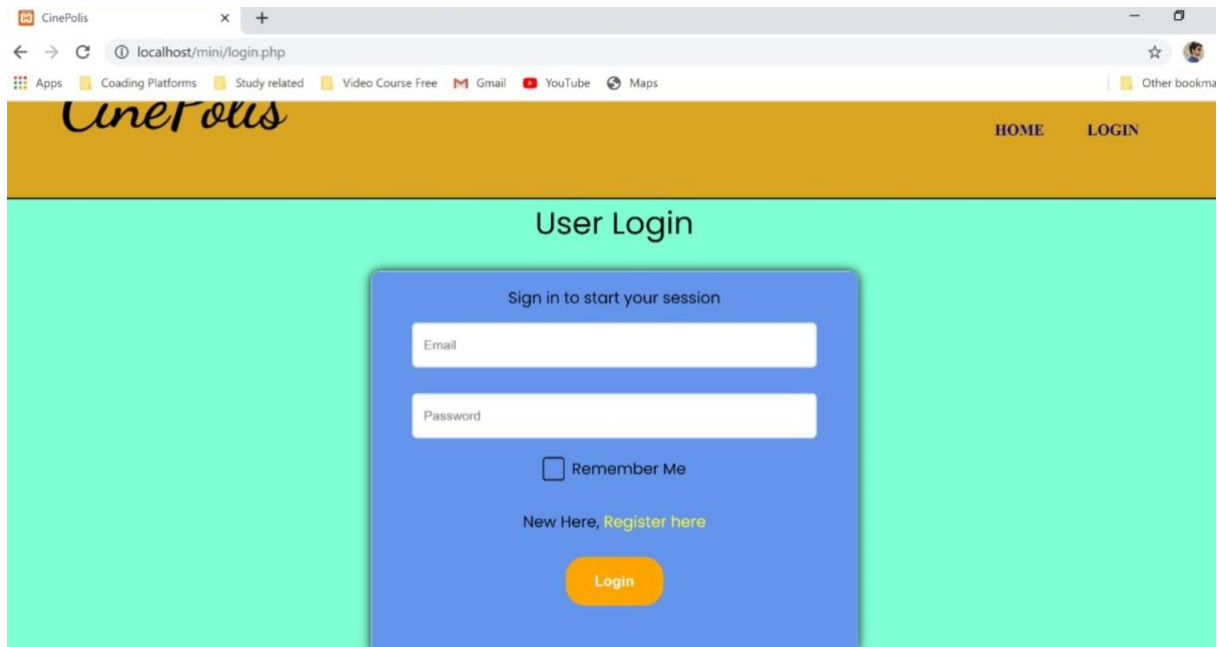 CinePolis
localhost/mini/login.php
Apps Coading Platforms Study related Video Course Free Gmail YouTube Maps Other bookma
CinePolis
HOME LOGIN
User Login
Sign in to start your session
Email
Password
Remember Me
New Here, Register here
Login